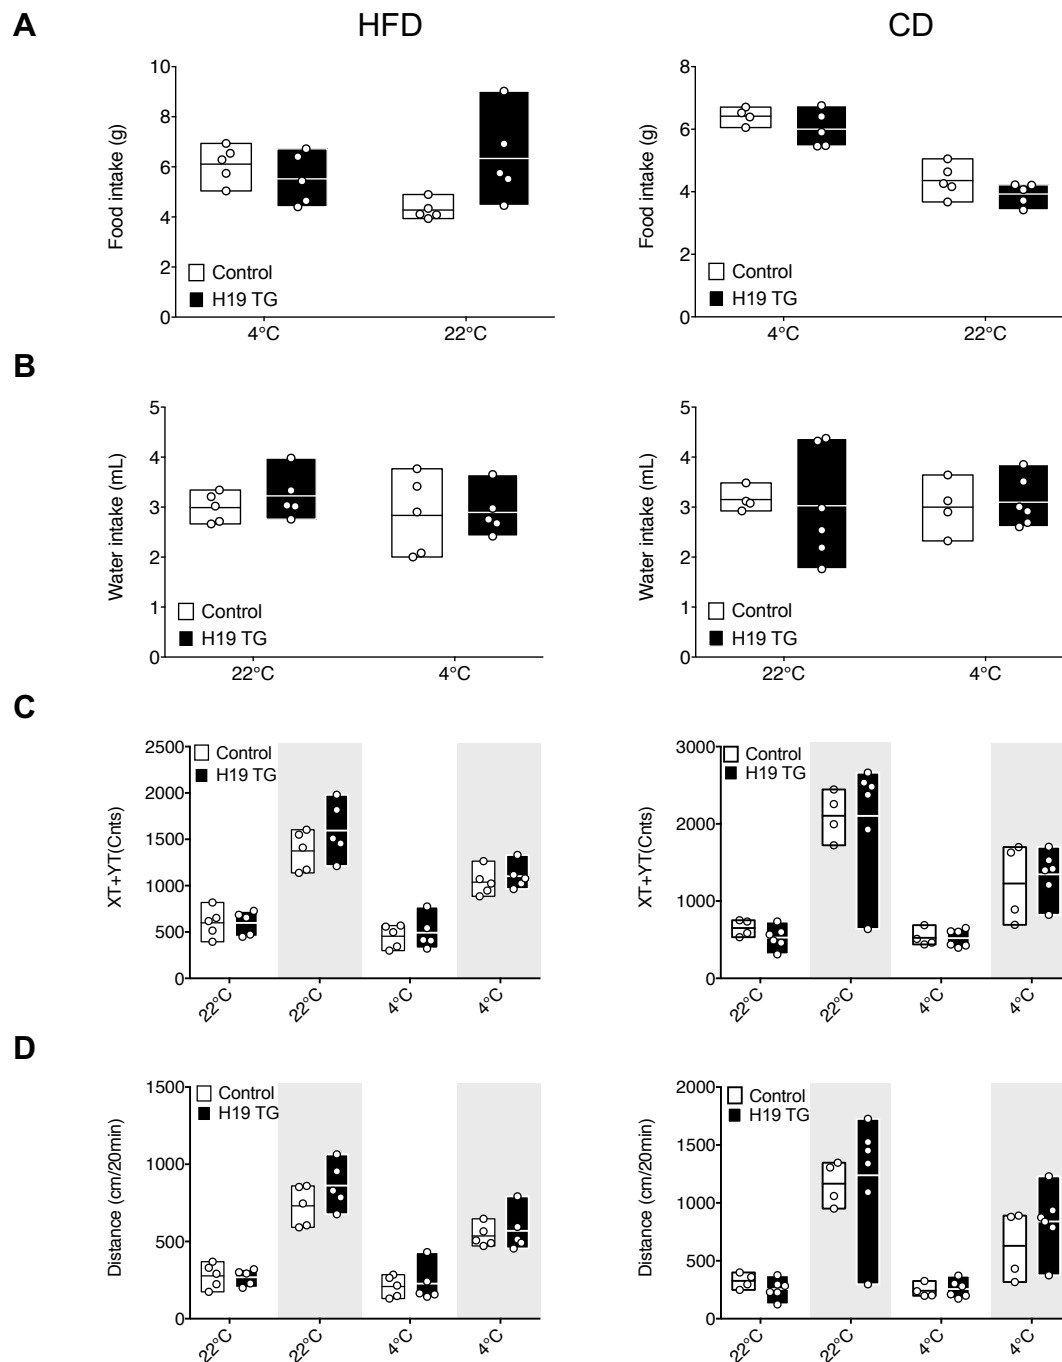 A
HFD
CD
Food intake (g)
10
8
6
4
2
0
Control
H19 TG
4°C
22°C
Food intake (g)
8
6
4
2
0
Control
H19 TG
4°C
22°C
B
Water intake (mL)
5
4
3
2
1
0
Control
H19 TG
22°C
4°C
Water intake (mL)
5
4
3
2
1
0
Control
H19 TG
22°C
4°C
C
XT+YT(Cnts)
2500
2000
1500
1000
500
0
Control
H19 TG
22°C
22°C
4°C
4°C
XT+YT(Cnts)
3000
2000
1000
0
Control
H19 TG
22°C
22°C
4°C
4°C
D
Distance (cm/20min)
1500
1000
500
0
Control
H19 TG
22°C
22°C
4°C
4°C
Distance (cm/20min)
2000
1500
1000
500
0
Control
H19 TG
22°C
22°C
4°C
4°C